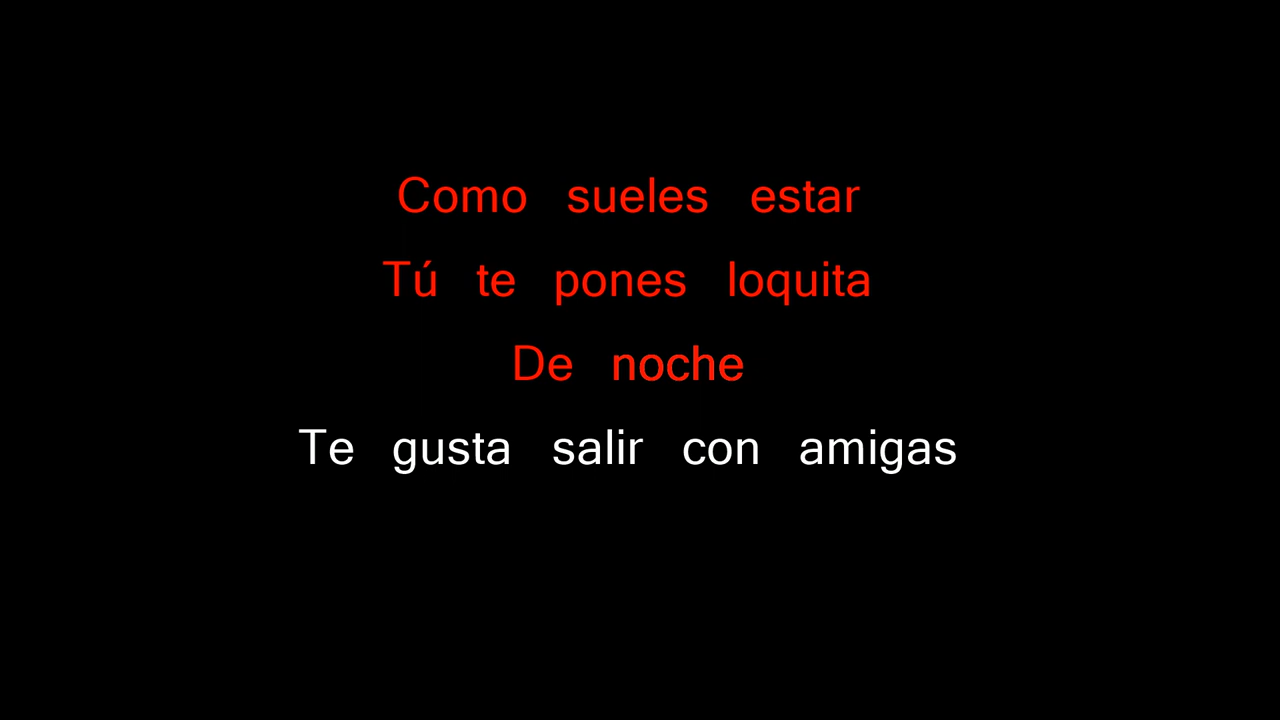 Como sueles estar
Tú te pones loquita
De noche
Te gusta salir con amigas